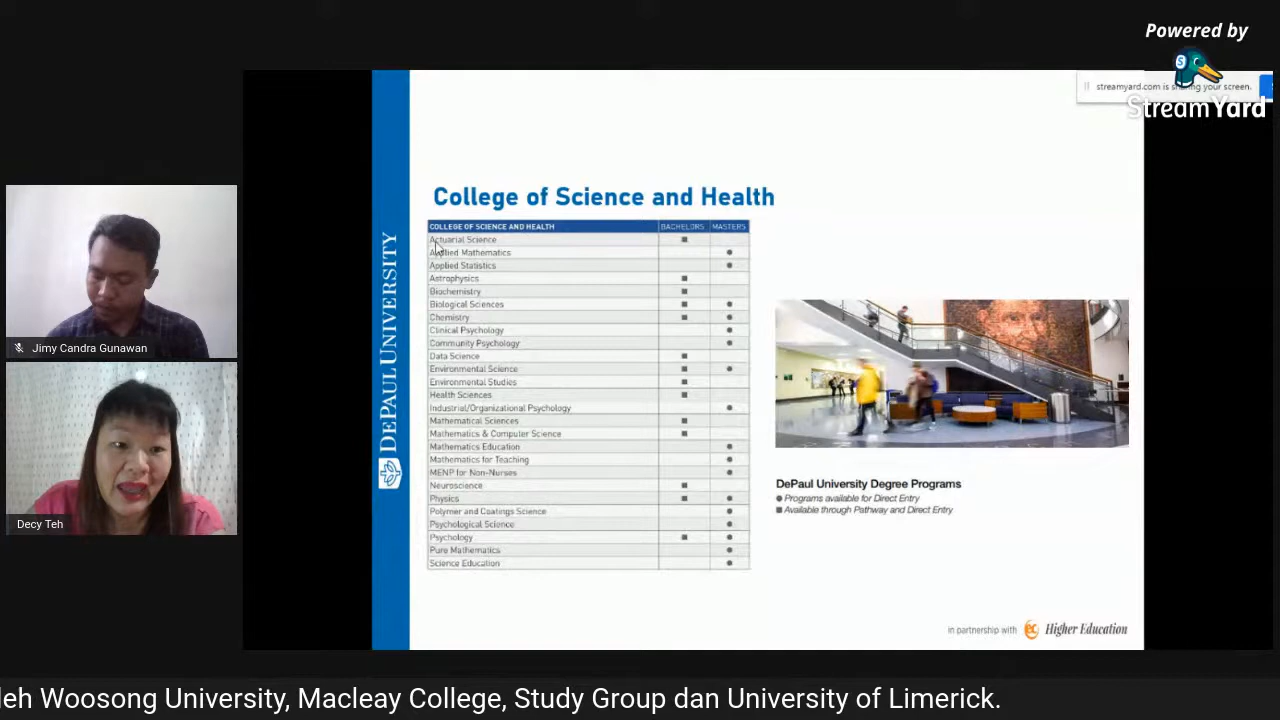 Powered by
StreamYard
streamyard.com is sharing your screen.
DEPAUL UNIVERSITY
College of Science and Health
COLLEGE OF SCIENCE AND HEALTH BACHELORS MASTERS
Actuarial Science ■
Applied Mathematics ●
Applied Statistics ●
Astrophysics ■
Biochemistry ■
Biological Sciences ■ ●
Chemistry ■ ●
Clinical Psychology ●
Community Psychology ●
Data Science ■
Environmental Science ■ ●
Environmental Studies ■
Health Sciences ■
Industrial/Organizational Psychology ●
Mathematical Sciences ■
Mathematics & Computer Science ■
Mathematics Education ●
Mathematics for Teaching ●
MENP for Non-Nurses ●
Neuroscience ■
Physics ■ ●
Polymer and Coatings Science ●
Psychological Science ●
Psychology ■ ●
Pure Mathematics ●
Science Education ●
DePaul University Degree Programs
● Programs available for Direct Entry
■ Available through Pathway and Direct Entry
in partnership with ec Higher Education
Jimy Candra Gunawan
Decy Teh
leh Woosong University, Macleay College, Study Group dan University of Limerick.